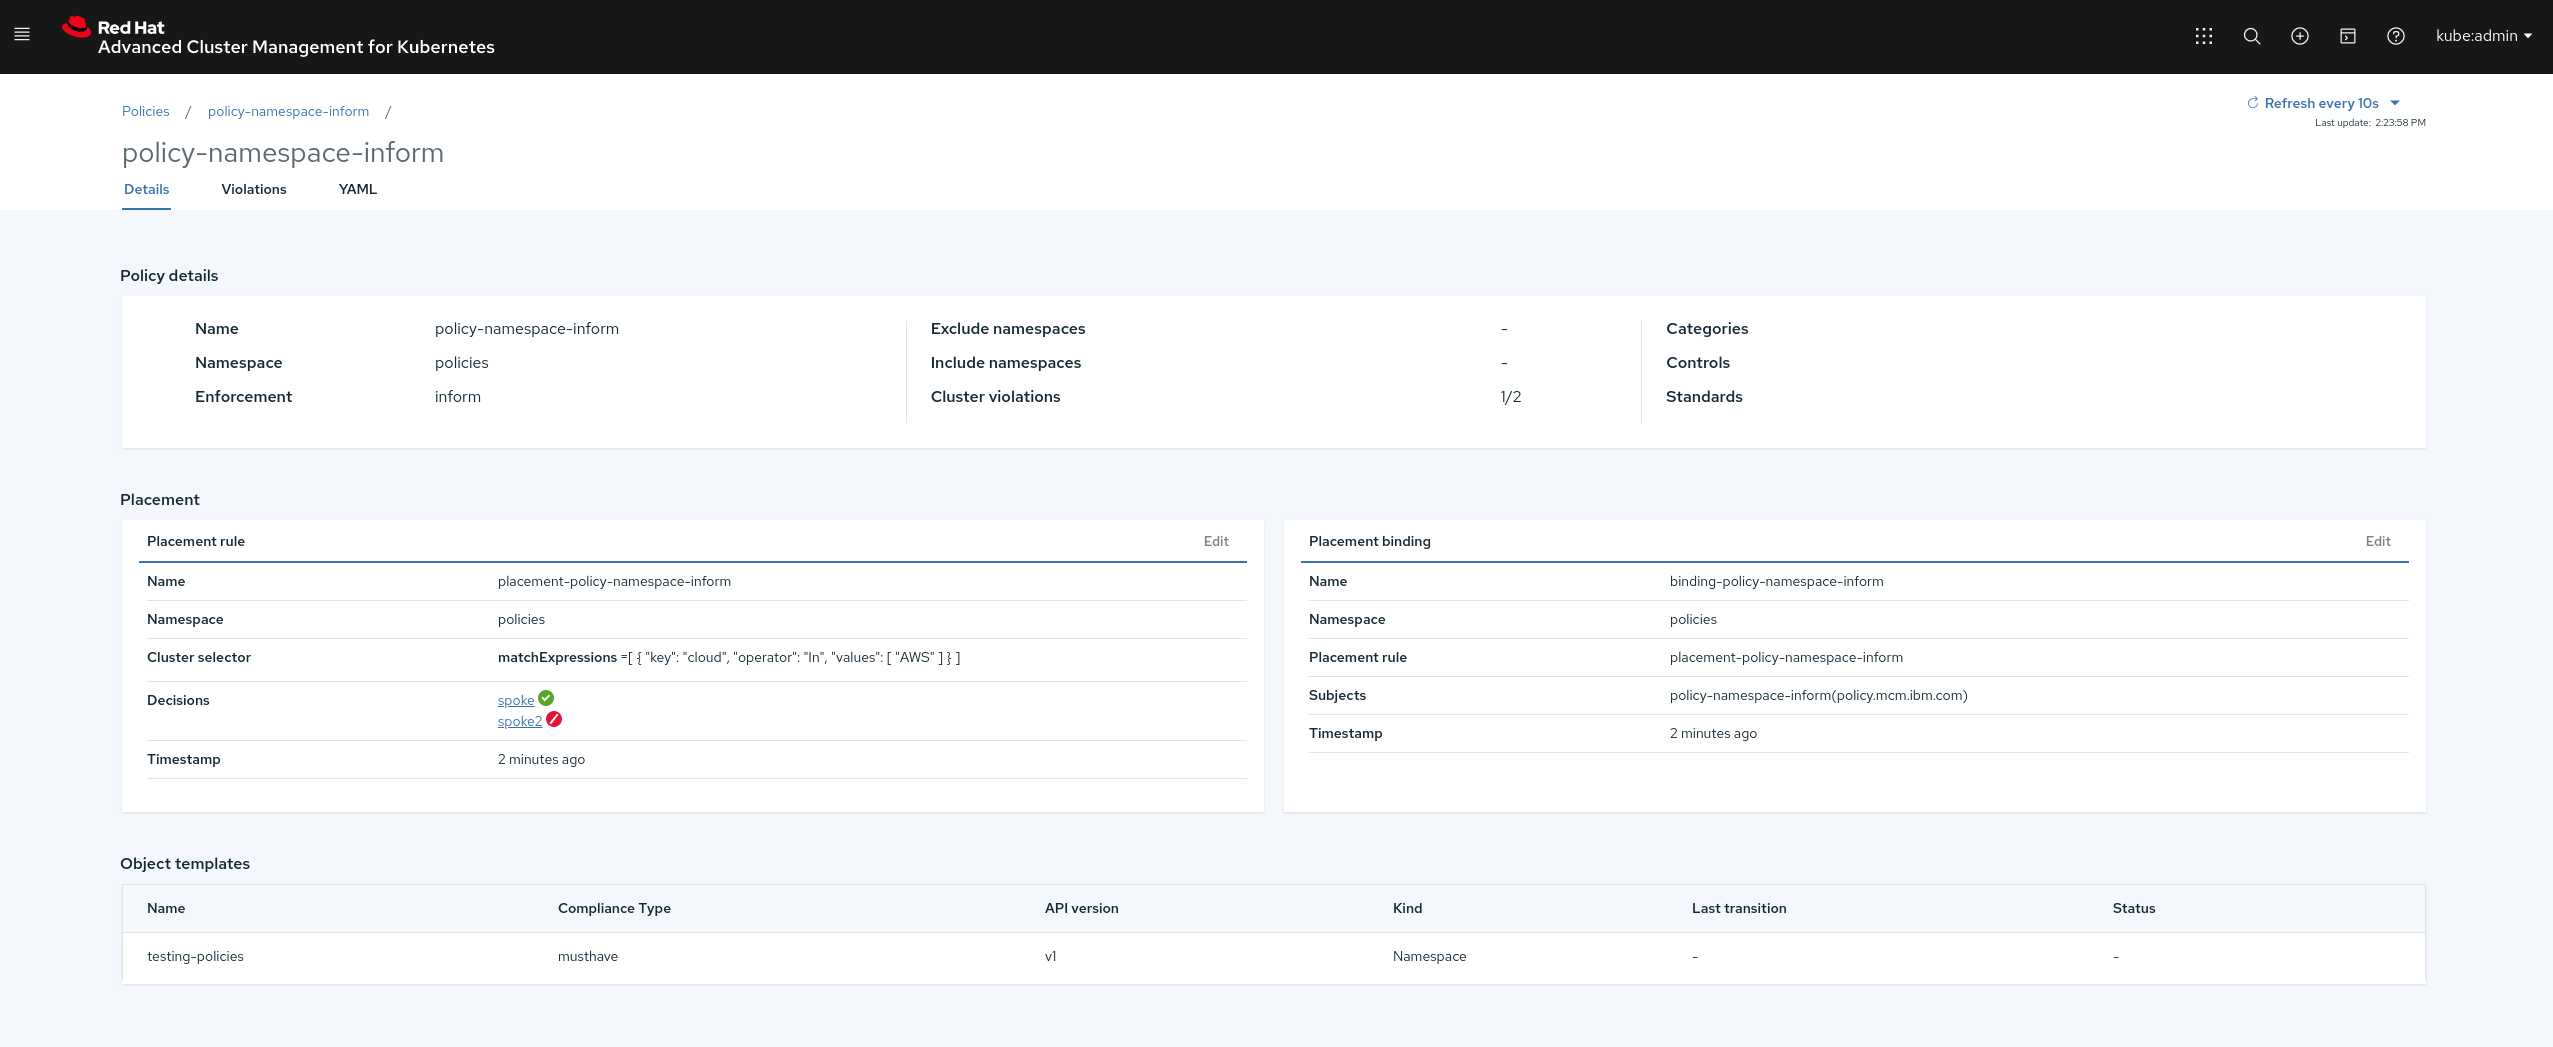 Red Hat
Advanced Cluster Management for Kubernetes
kube:admin
Policies / policy-namespace-inform /
Refresh every 10s
Last update: 2:23:58 PM
policy-namespace-inform
Details Violations YAML
Policy details
Name policy-namespace-inform Exclude namespaces - Categories
Namespace policies Include namespaces - Controls
Enforcement inform Cluster violations 1/2 Standards
Placement
Placement rule Edit
Name placement-policy-namespace-inform
Namespace policies
Cluster selector matchExpressions =[ { "key": "cloud", "operator": "In", "values": [ "AWS" ] } ]
Decisions spoke
spoke2
Timestamp 2 minutes ago
Placement binding Edit
Name binding-policy-namespace-inform
Namespace policies
Placement rule placement-policy-namespace-inform
Subjects policy-namespace-inform(policy.mcm.ibm.com)
Timestamp 2 minutes ago
Object templates
Name Compliance Type API version Kind Last transition Status
testing-policies musthave v1 Namespace - -